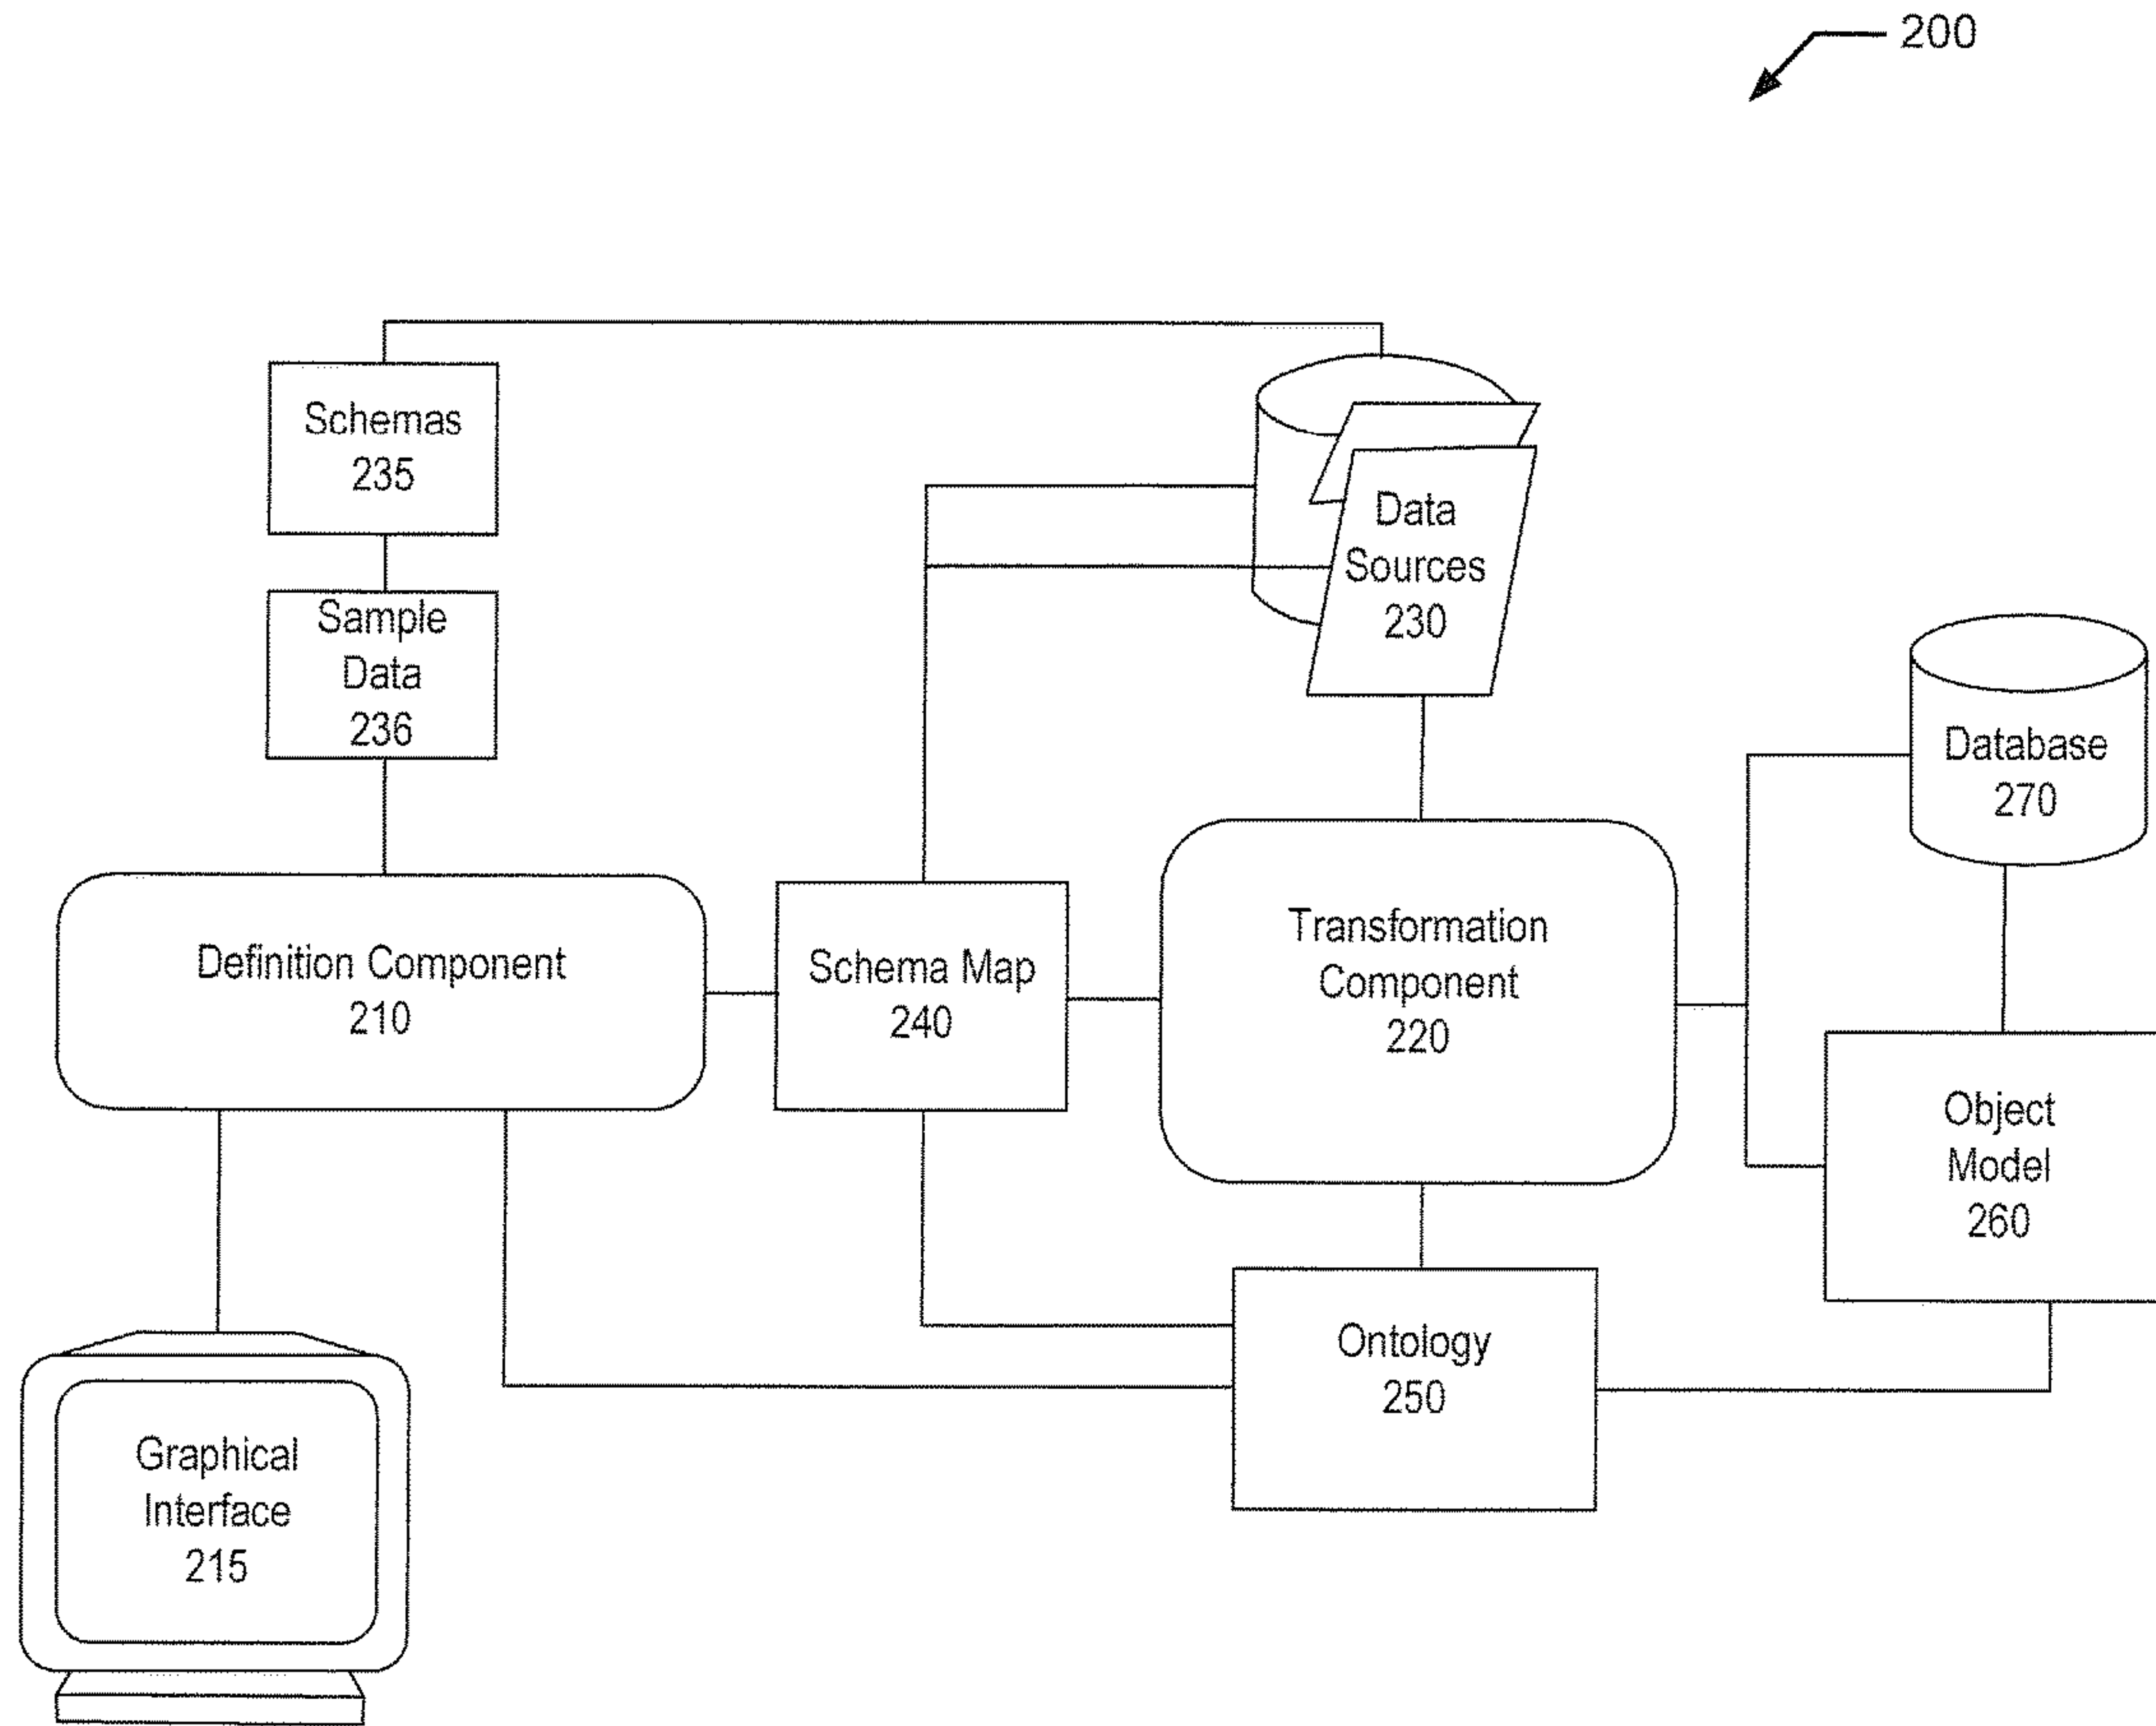 200
Schemas
235
Data
Sources
230
Sample
Data
236
Database
270
Definition Component
210
Schema Map
240
Transformation
Component
220
Object
Model
260
Ontology
250
Graphical
Interface
215